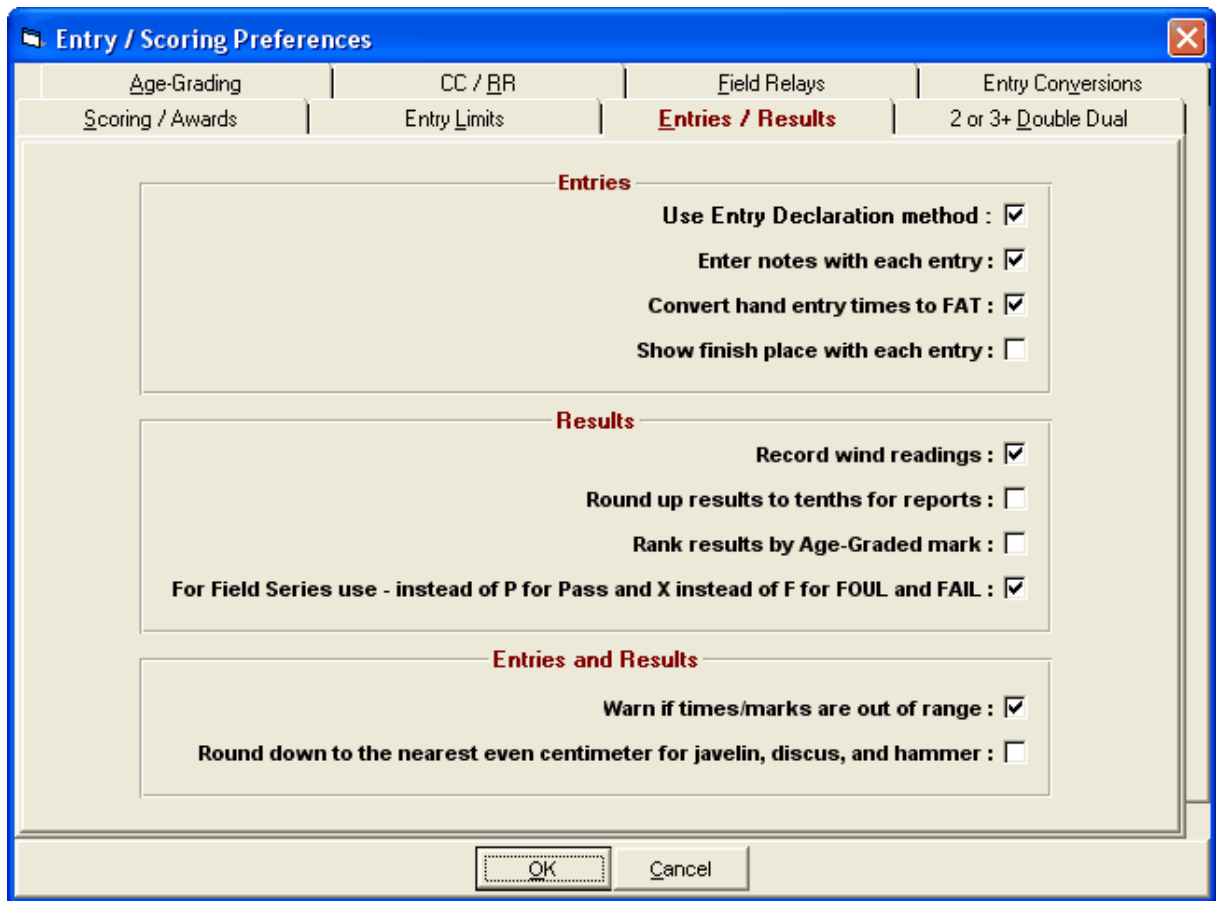 Entry / Scoring Preferences
Age-Grading
CC / RR
Field Relays
Entry Conversions
Scoring / Awards
Entry Limits
Entries / Results
2 or 3+ Double Dual
Entries
Use Entry Declaration method :
Enter notes with each entry :
Convert hand entry times to FAT :
Show finish place with each entry :
Results
Record wind readings :
Round up results to tenths for reports :
Rank results by Age-Graded mark :
For Field Series use - instead of P for Pass and X instead of F for FOUL and FAIL :
Entries and Results
Warn if times/marks are out of range :
Round down to the nearest even centimeter for javelin, discus, and hammer :
OK
Cancel